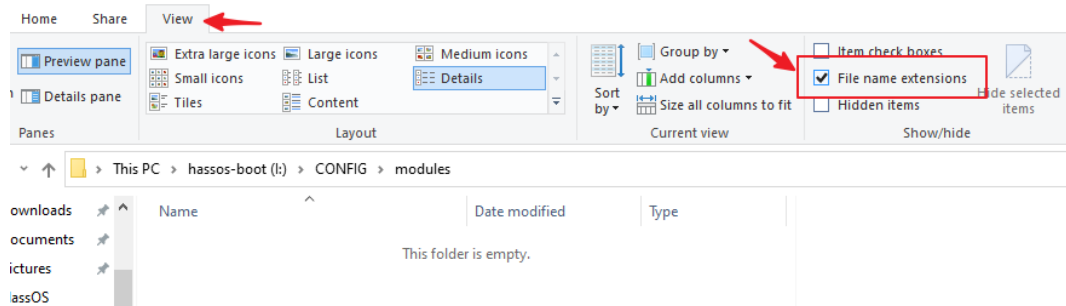 Home Share View
Preview pane
Details pane
Panes
Extra large icons Large icons Medium icons
Small icons List Details
Tiles Content
Layout
Sort by
Group by
Add columns
Size all columns to fit
Current view
Item check boxes
File name extensions
Hidden items
Hide selected items
Show/hide
This PC > hassos-boot (I:) > CONFIG > modules
ownloads
ocuments
ictures
lassOS
Name Date modified Type
This folder is empty.